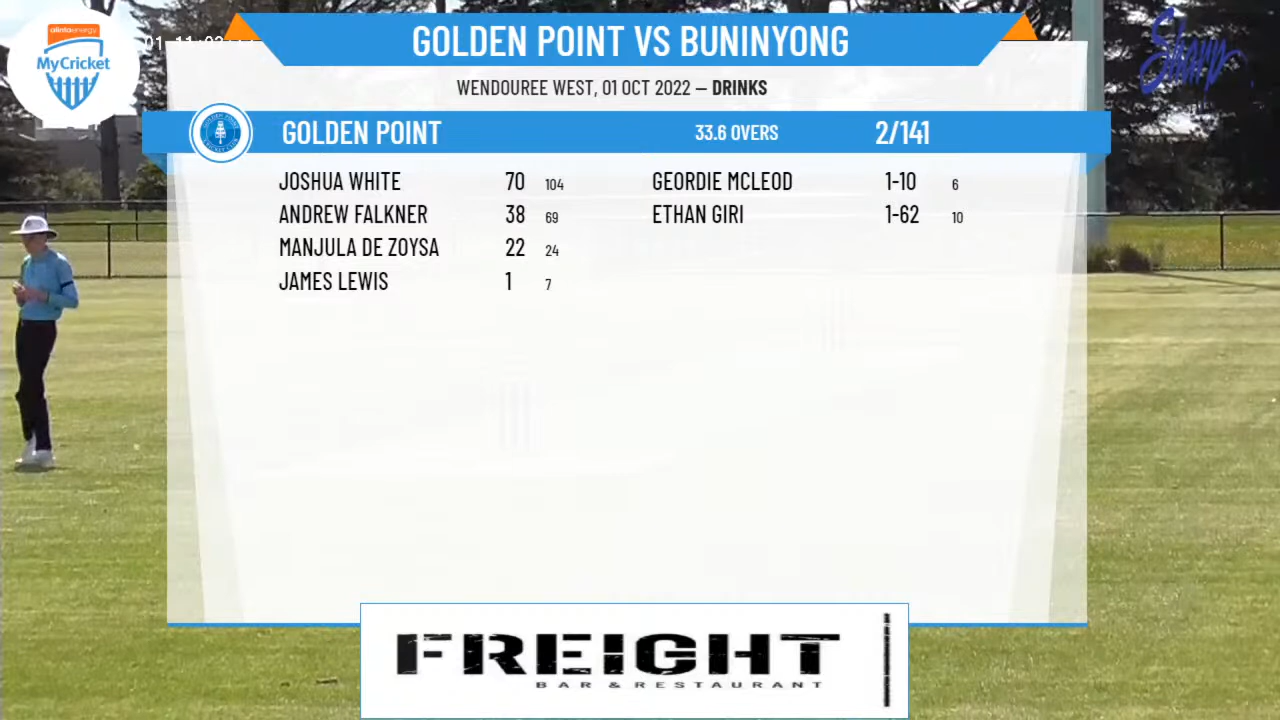 alintaenergy
MyCricket
GOLDEN POINT VS BUNINYONG
Sharp
WENDOUREE WEST, 01 OCT 2022 – DRINKS
GOLDEN POINT 33.6 OVERS 2/141
JOSHUA WHITE 70 104 GEORDIE MCLEOD 1-10 6
ANDREW FALKNER 38 69 ETHAN GIRI 1-62 10
MANJULA DE ZOYSA 22 24
JAMES LEWIS 1 7
FREIGHT
BAR & RESTAURANT